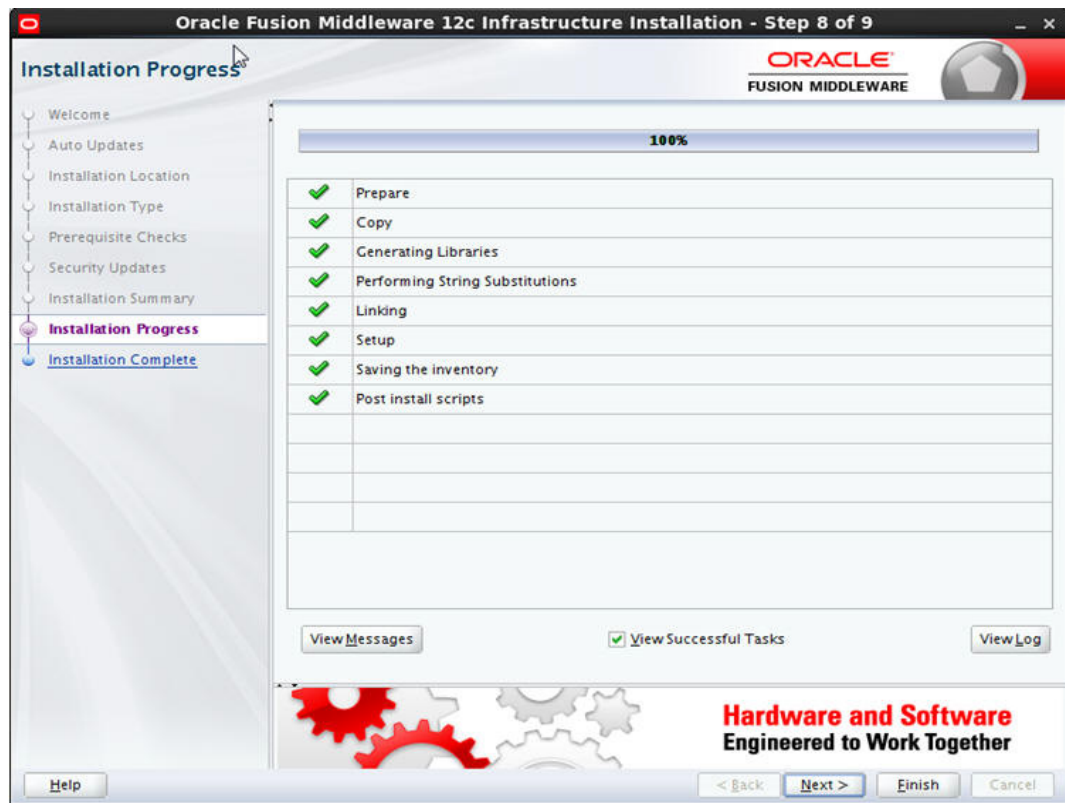 Oracle Fusion Middleware 12c Infrastructure Installation - Step 8 of 9
Installation Progress
ORACLE
FUSION MIDDLEWARE
Welcome
Auto Updates
Installation Location
Installation Type
Prerequisite Checks
Security Updates
Installation Summary
Installation Progress
Installation Complete
100%
Prepare
Copy
Generating Libraries
Performing String Substitutions
Linking
Setup
Saving the inventory
Post install scripts
View Messages
View Successful Tasks
View Log
Hardware and Software
Engineered to Work Together
Help
< Back
Next >
Finish
Cancel